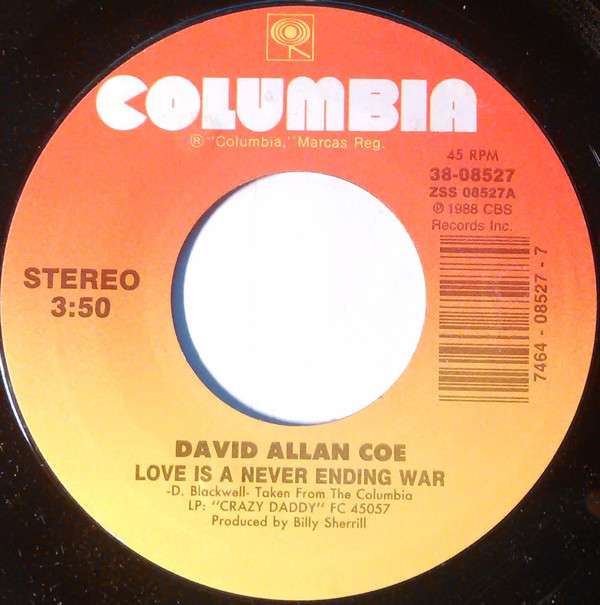 COLUMBIA
® "Columbia," Marcas Reg.
45 RPM
38-08527
ZSS 08527A
℗ 1988 CBS
Records Inc.
STEREO
3:50
7464-08527-7
DAVID ALLAN COE
LOVE IS A NEVER ENDING WAR
-D. Blackwell- Taken From The Columbia
LP: "CRAZY DADDY" FC 45057
Produced by Billy Sherrill